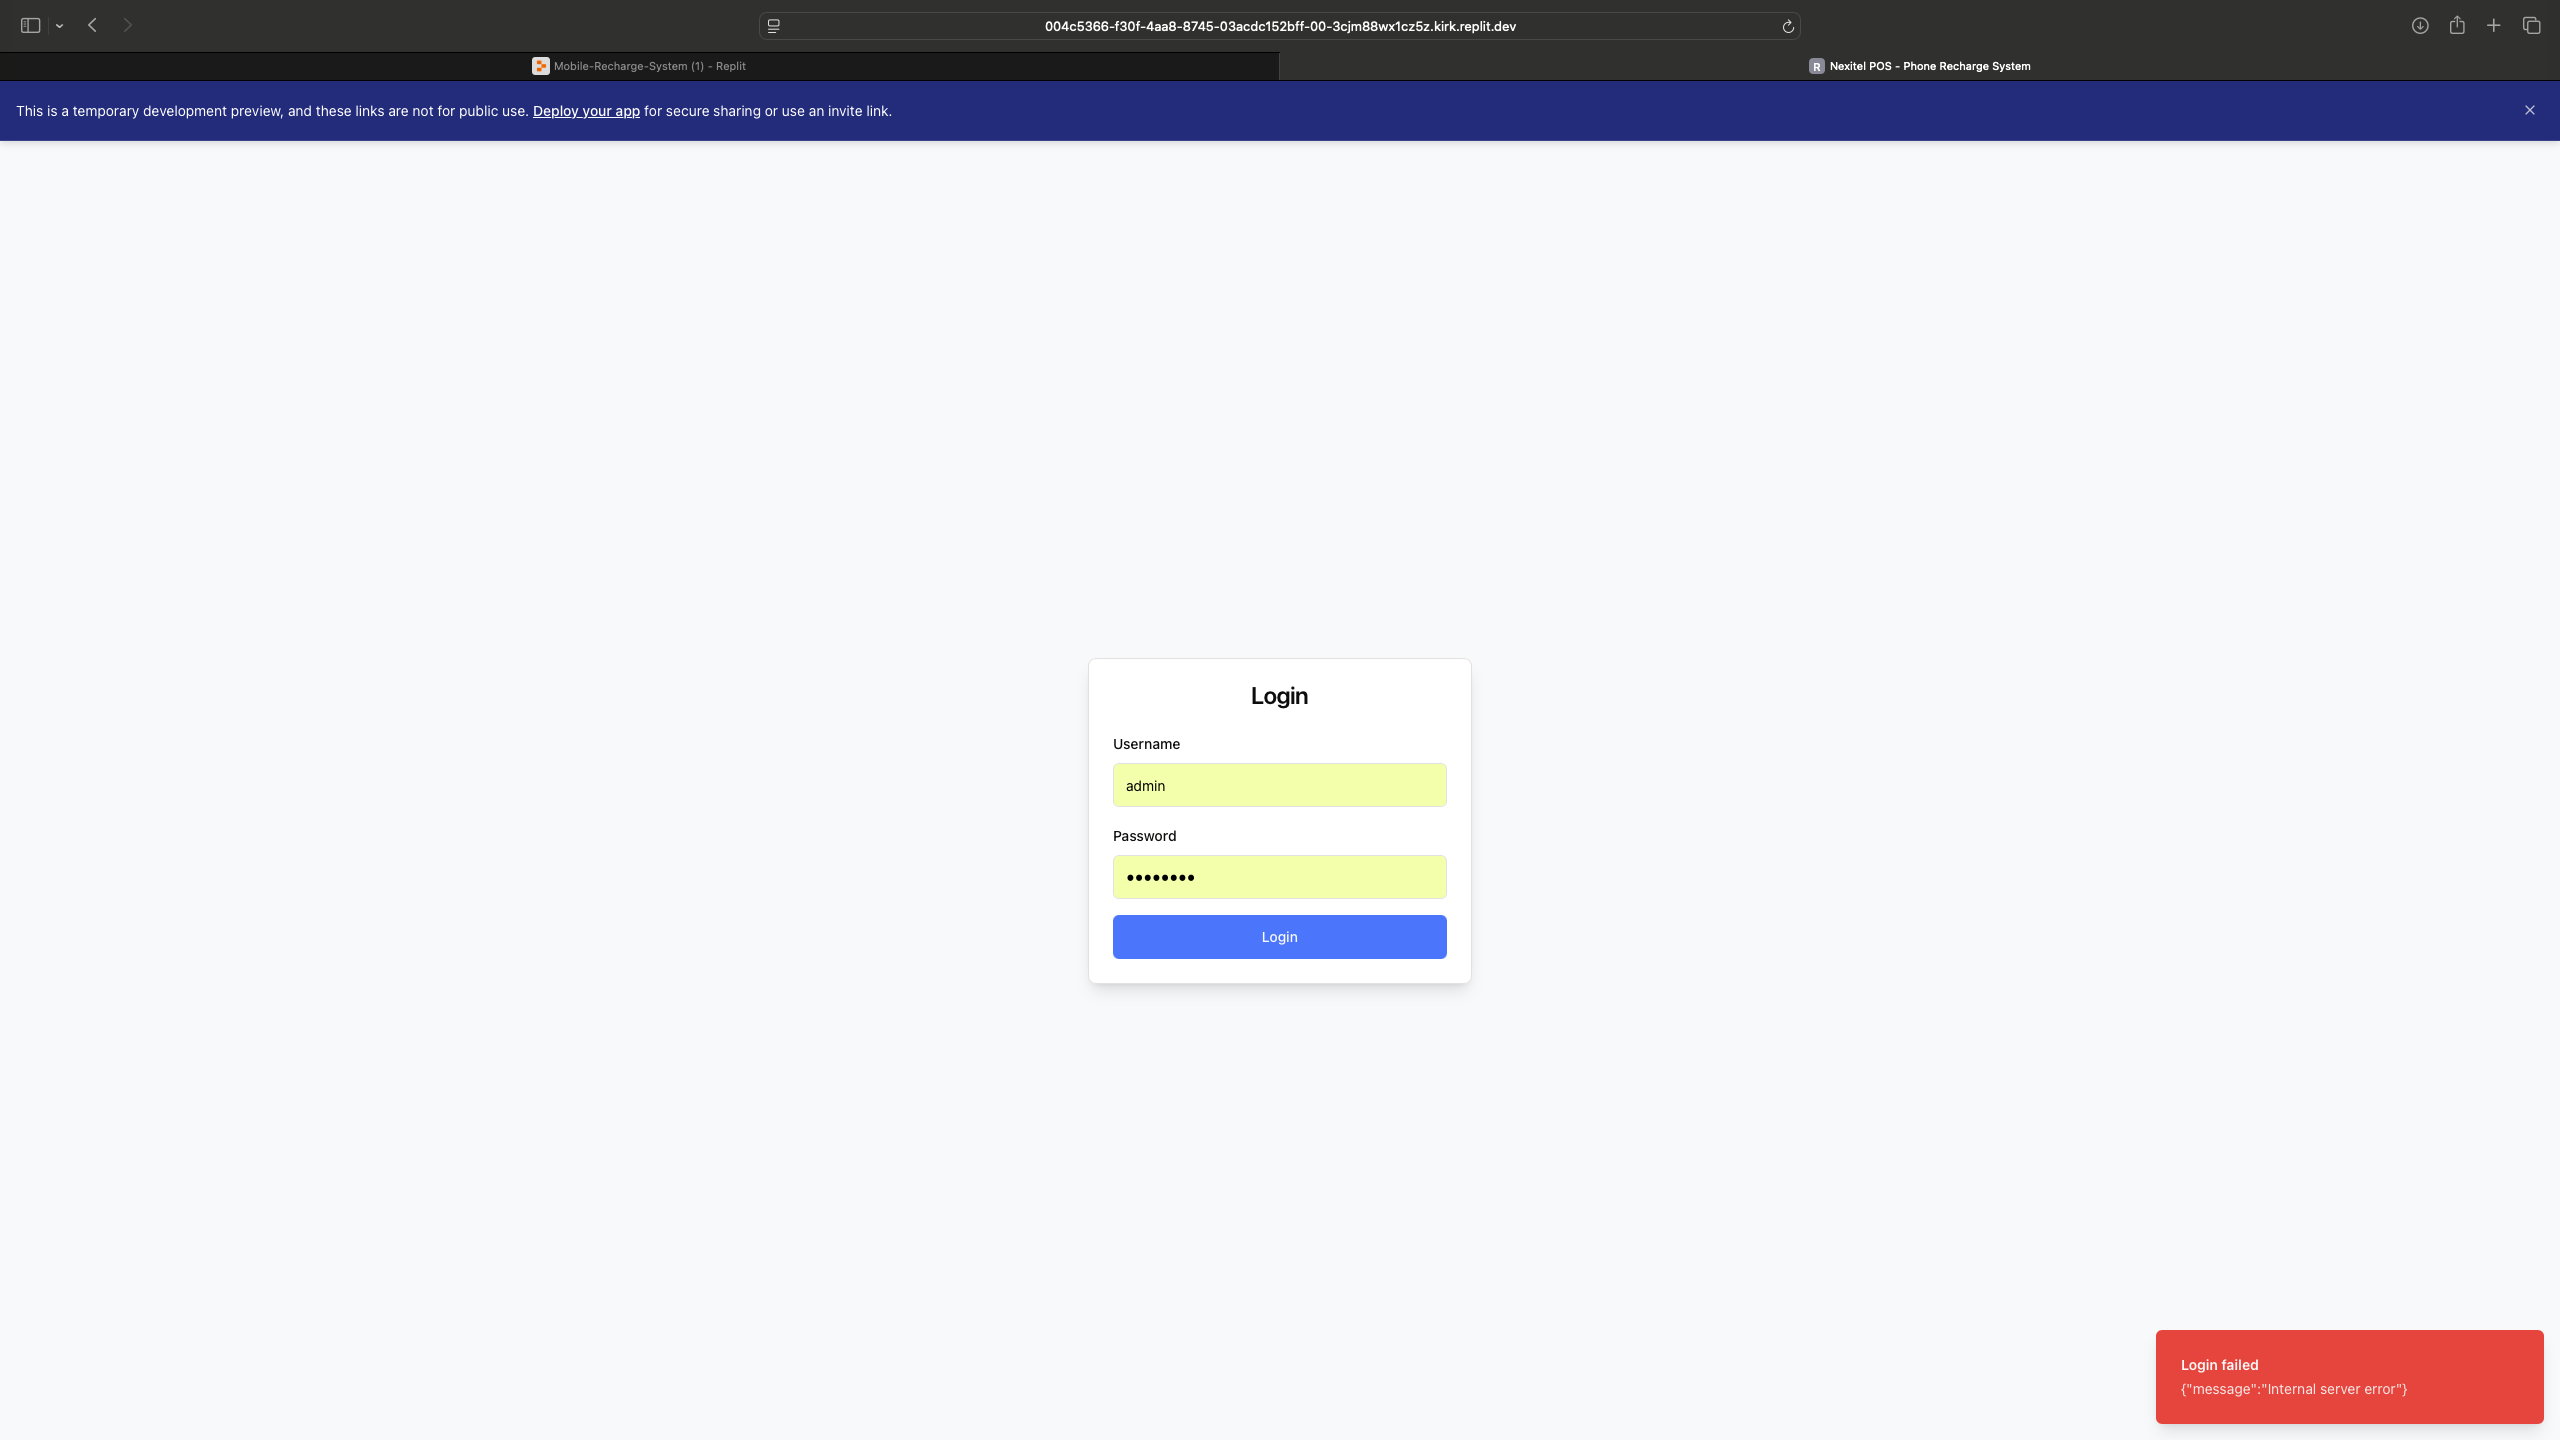 004c5366-f30f-4aa8-8745-03acdc152bff-00-3cjm88wx1cz5z.kirk.replit.dev
Mobile-Recharge-System (1) - Replit
R Nexitel POS - Phone Recharge System
This is a temporary development preview, and these links are not for public use. Deploy your app for secure sharing or use an invite link.
Login
Username
admin
Password
••••••••
Login
Login failed
{"message":"Internal server error"}